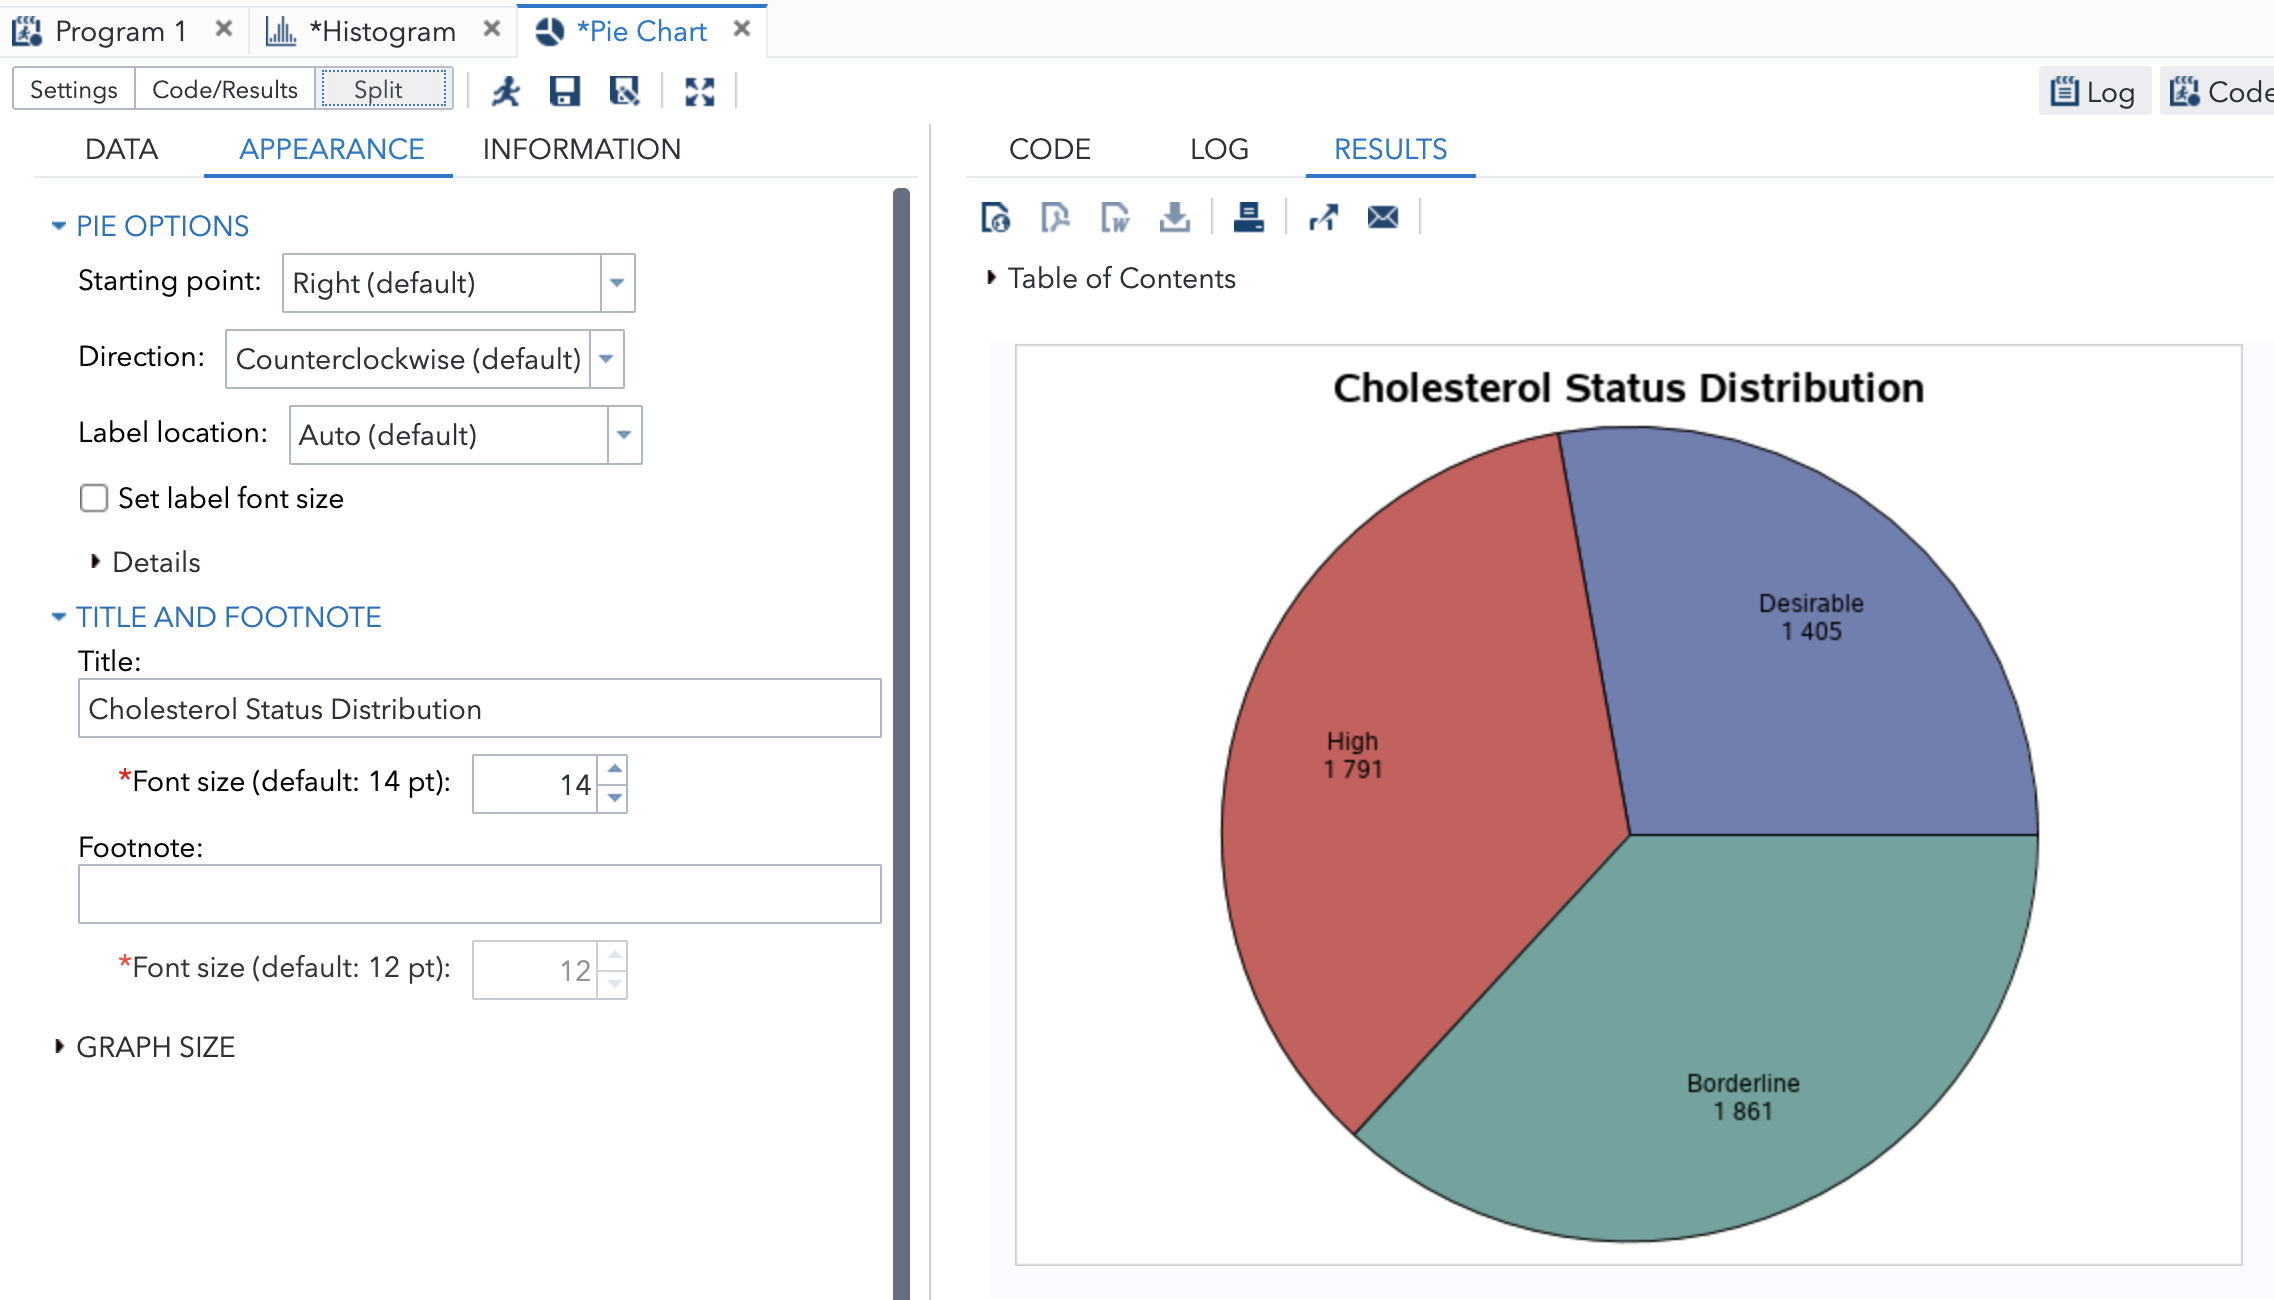 Program 1
*Histogram
*Pie Chart
Settings
Code/Results
Split
Log
Code
DATA
APPEARANCE
INFORMATION
CODE
LOG
RESULTS
PIE OPTIONS
Starting point: Right (default)
Direction: Counterclockwise (default)
Label location: Auto (default)
Set label font size
Details
TITLE AND FOOTNOTE
Title:
Cholesterol Status Distribution
*Font size (default: 14 pt): 14
Footnote:
*Font size (default: 12 pt): 12
GRAPH SIZE
Table of Contents
Cholesterol Status Distribution
Desirable
1 405
High
1 791
Borderline
1 861